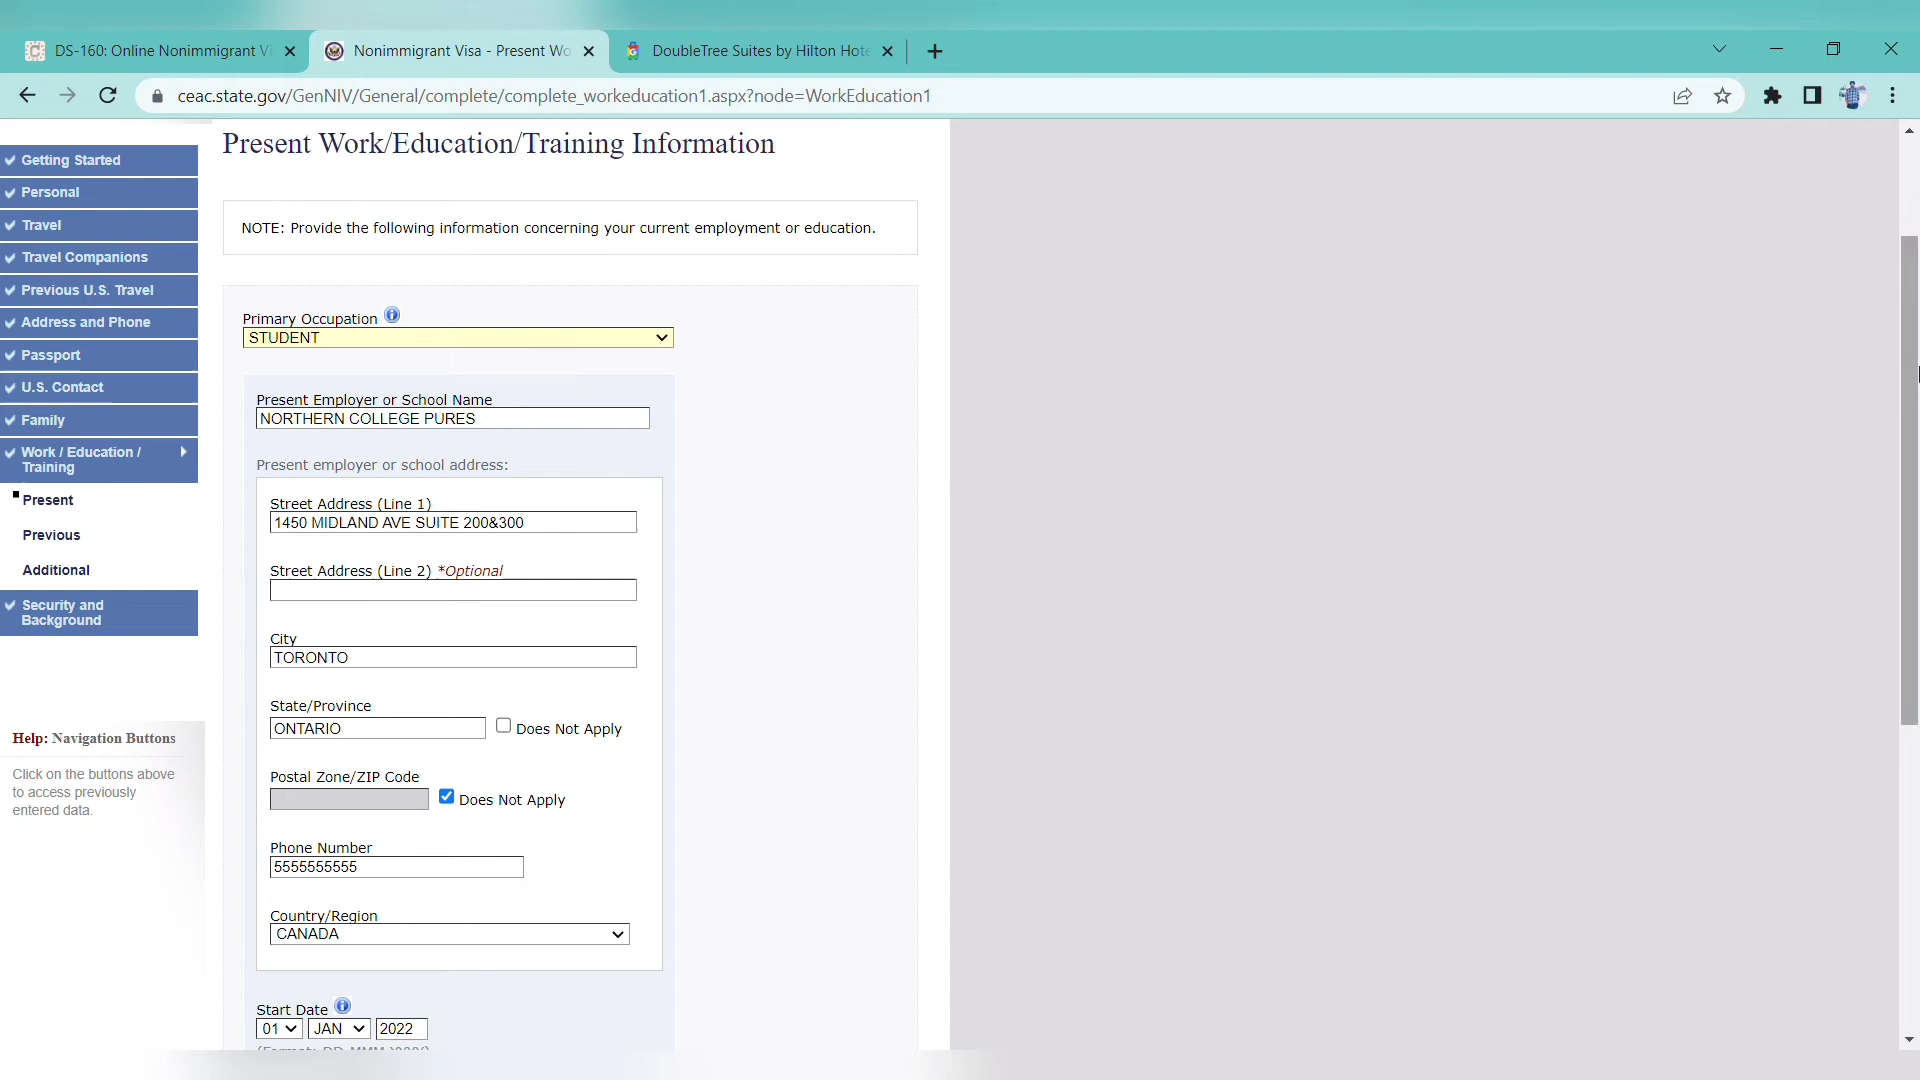 DS-160: Online Nonimmigrant Vi
Nonimmigrant Visa - Present Wo
DoubleTree Suites by Hilton Hote
ceac.state.gov/GenNIV/General/complete/complete_workeducation1.aspx?node=WorkEducation1
Present Work/Education/Training Information
Getting Started
Personal
Travel
Travel Companions
Previous U.S. Travel
Address and Phone
Passport
U.S. Contact
Family
Work / Education /
Training
Present
Previous
Additional
Security and
Background
Help: Navigation Buttons
Click on the buttons above
to access previously
entered data.
NOTE: Provide the following information concerning your current employment or education.
Primary Occupation
STUDENT
Present Employer or School Name
NORTHERN COLLEGE PURES
Present employer or school address:
Street Address (Line 1)
1450 MIDLAND AVE SUITE 200&300
Street Address (Line 2) *Optional
City
TORONTO
State/Province
ONTARIO
Does Not Apply
Postal Zone/ZIP Code
Does Not Apply
Phone Number
5555555555
Country/Region
CANADA
Start Date
01 JAN 2022